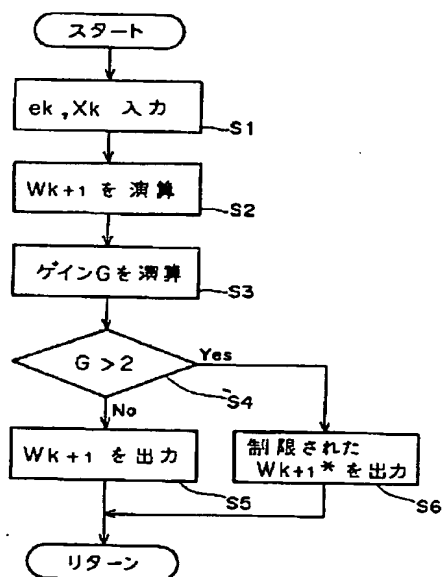 スタート
ek,Xk 入力
S1
Wk+1 を 演算
S2
ゲインGを演算
S3
G>2
Yes
S4
No
Wk+1 を出力
S5
制限された
Wk+1* を出力
S6
リターン